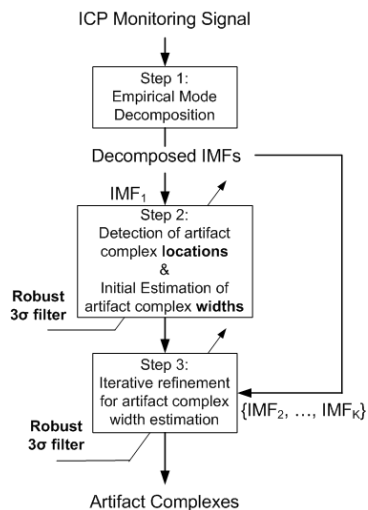 ICP Monitoring Signal
Step 1:
Empirical Mode
Decomposition
Decomposed IMFs
IMF₁
Step 2:
Detection of artifact
complex locations
&
Initial Estimation of
artifact complex widths
Robust
3σ filter
Step 3:
Iterative refinement
for artifact complex
width estimation
{IMF₂, …, IMFₖ}
Robust
3σ filter
Artifact Complexes